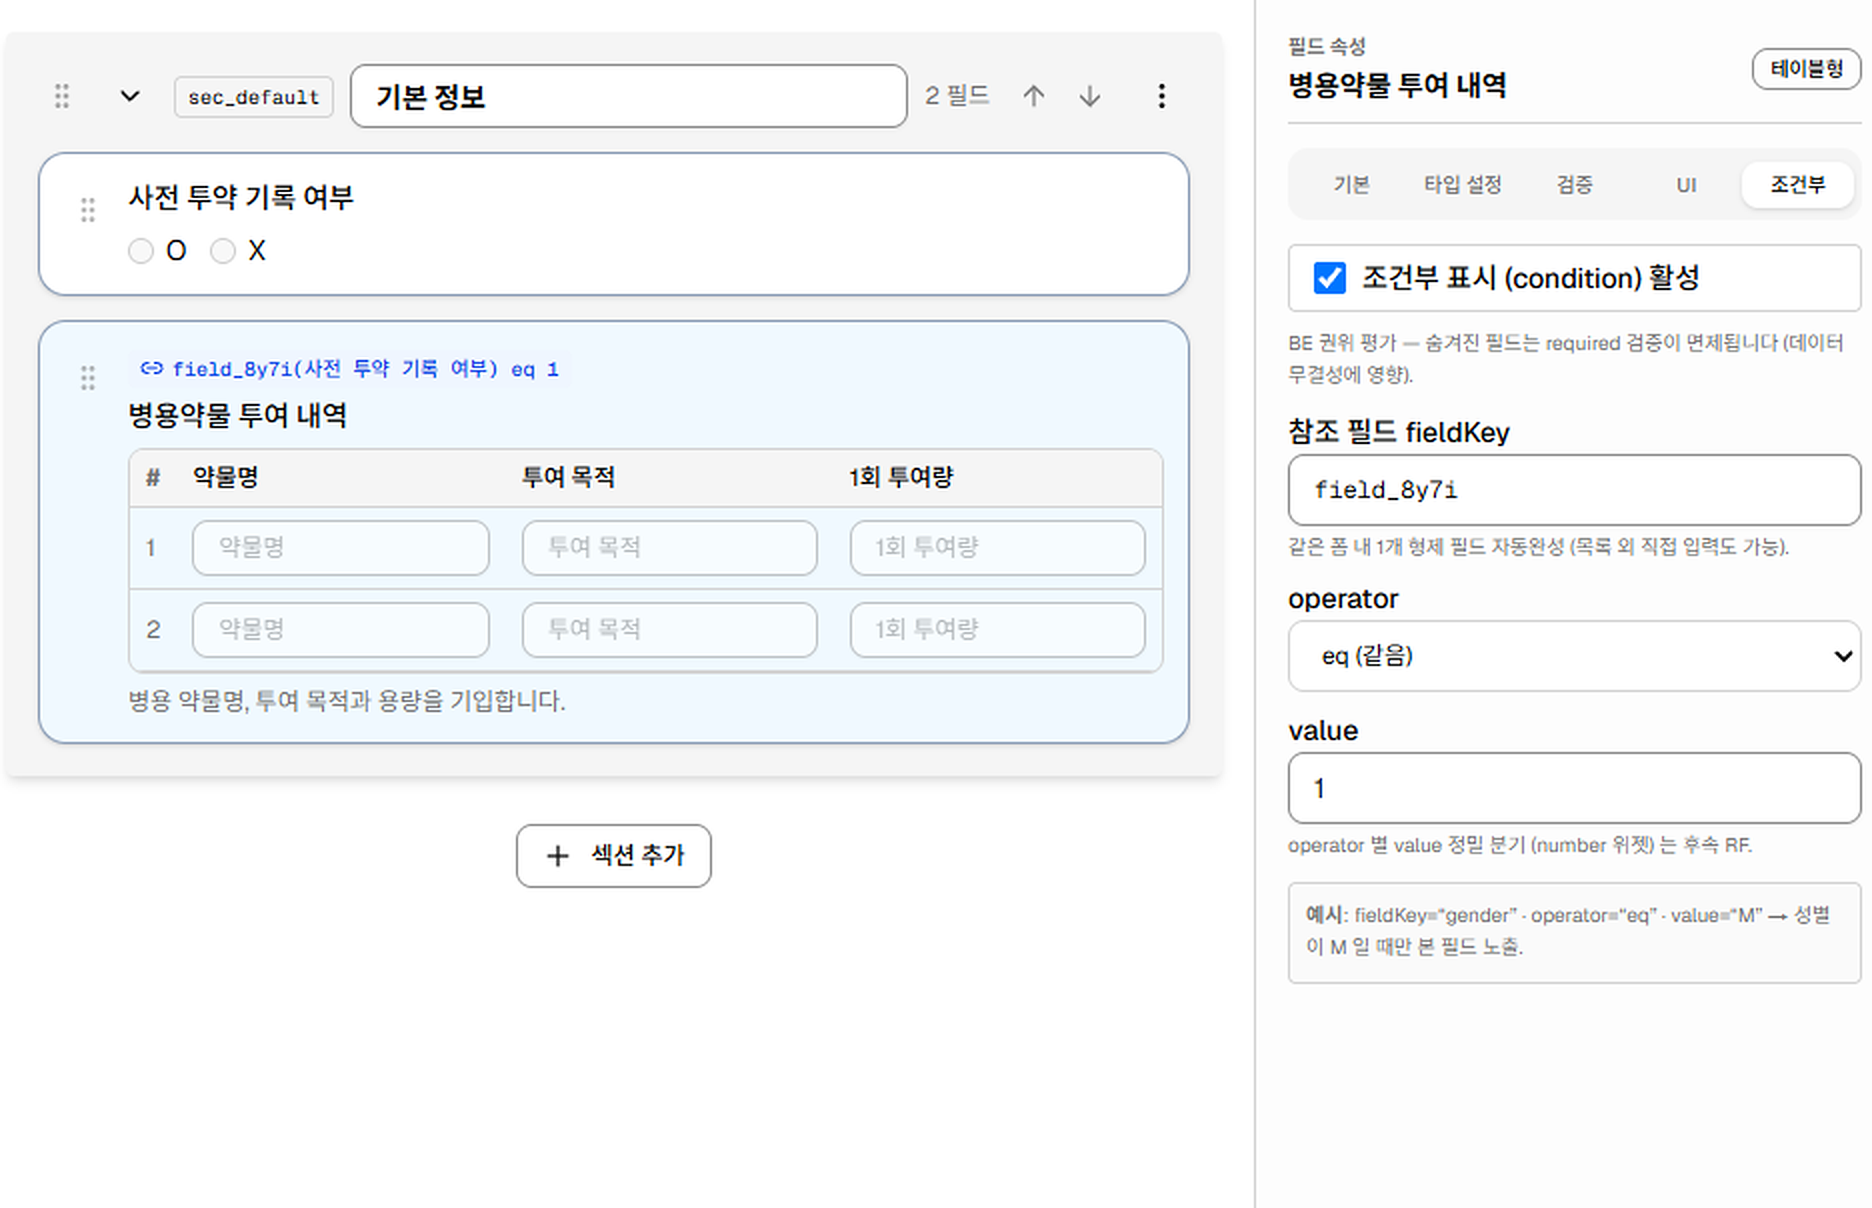 sec_default
기본 정보
2 필드
사전 투약 기록 여부
O X
field_8y7i(사전 투약 기록 여부) eq 1
병용약물 투여 내역
# 약물명 투여 목적 1회 투여량
1 약물명 투여 목적 1회 투여량
2 약물명 투여 목적 1회 투여량
병용 약물명, 투여 목적과 용량을 기입합니다.
+ 섹션 추가
필드 속성
병용약물 투여 내역
테이블형
기본 타입 설정 검증 UI 조건부
조건부 표시 (condition) 활성
BE 권위 평가 — 숨겨진 필드는 required 검증이 면제됩니다 (데이터
무결성에 영향).
참조 필드 fieldKey
field_8y7i
같은 폼 내 1개 형제 필드 자동완성 (목록 외 직접 입력도 가능).
operator
eq (같음)
value
1
operator 별 value 정밀 분기 (number 위젯) 는 후속 RF.
예시: fieldKey=“gender” · operator=“eq” · value=“M” → 성별
이 M 일 때만 본 필드 노출.